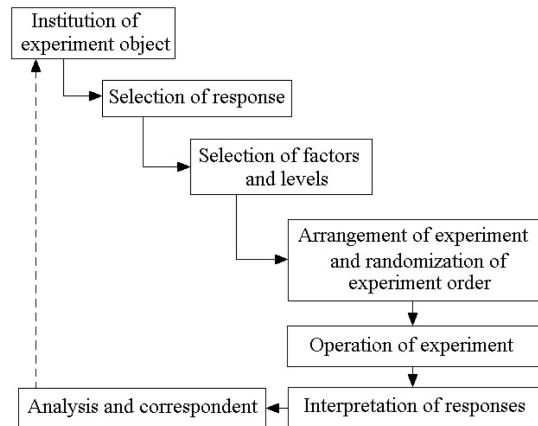 Institution of
experiment object
Selection of response
Selection of factors
and levels
Arrangement of experiment
and randomization of
experiment order
Operation of experiment
Interpretation of responses
Analysis and correspondent